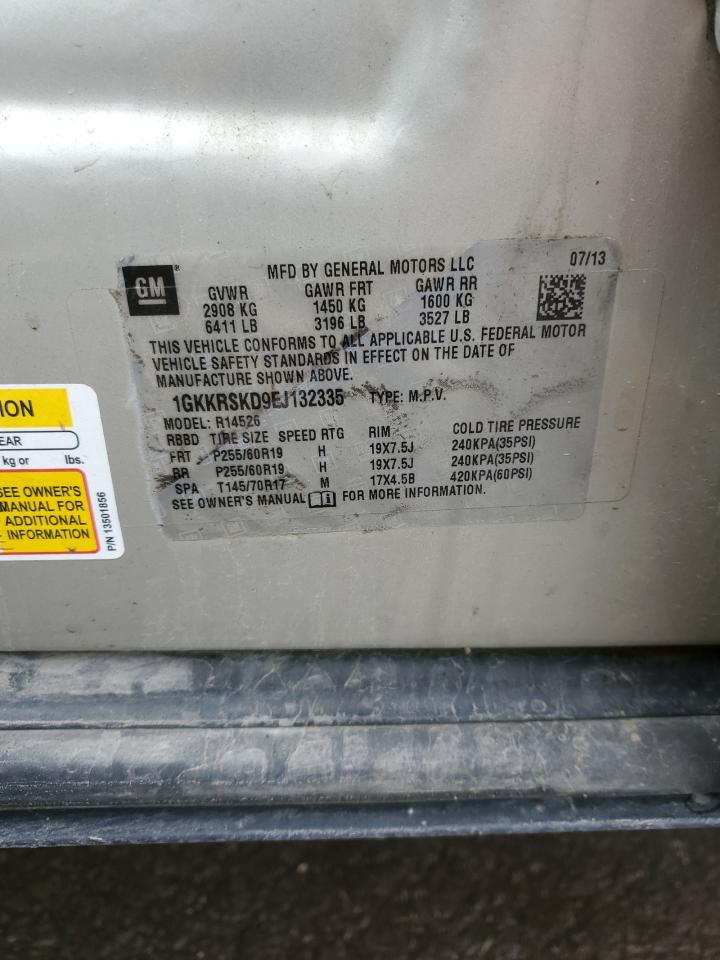 GM ®
MFD BY GENERAL MOTORS LLC 07/13
GVWR GAWR FRT GAWR RR
2908 KG 1450 KG 1600 KG
6411 LB 3196 LB 3527 LB
THIS VEHICLE CONFORMS TO ALL APPLICABLE U.S. FEDERAL MOTOR
VEHICLE SAFETY STANDARDS IN EFFECT ON THE DATE OF
MANUFACTURE SHOWN ABOVE.
1GKKRSKD9EJ132335 TYPE: M.P.V.
MODEL: R14526
RBBD TIRE SIZE SPEED RTG RIM COLD TIRE PRESSURE
FRT P255/60R19 H 19X7.5J 240KPA(35PSI)
RR P255/60R19 H 19X7.5J 240KPA(35PSI)
SPA T145/70R17 M 17X4.5B 420KPA(60PSI)
SEE OWNER'S MANUAL FOR MORE INFORMATION.
ION
EAR
kg or lbs.
SEE OWNER'S
MANUAL FOR
ADDITIONAL
INFORMATION
P/N 13501856